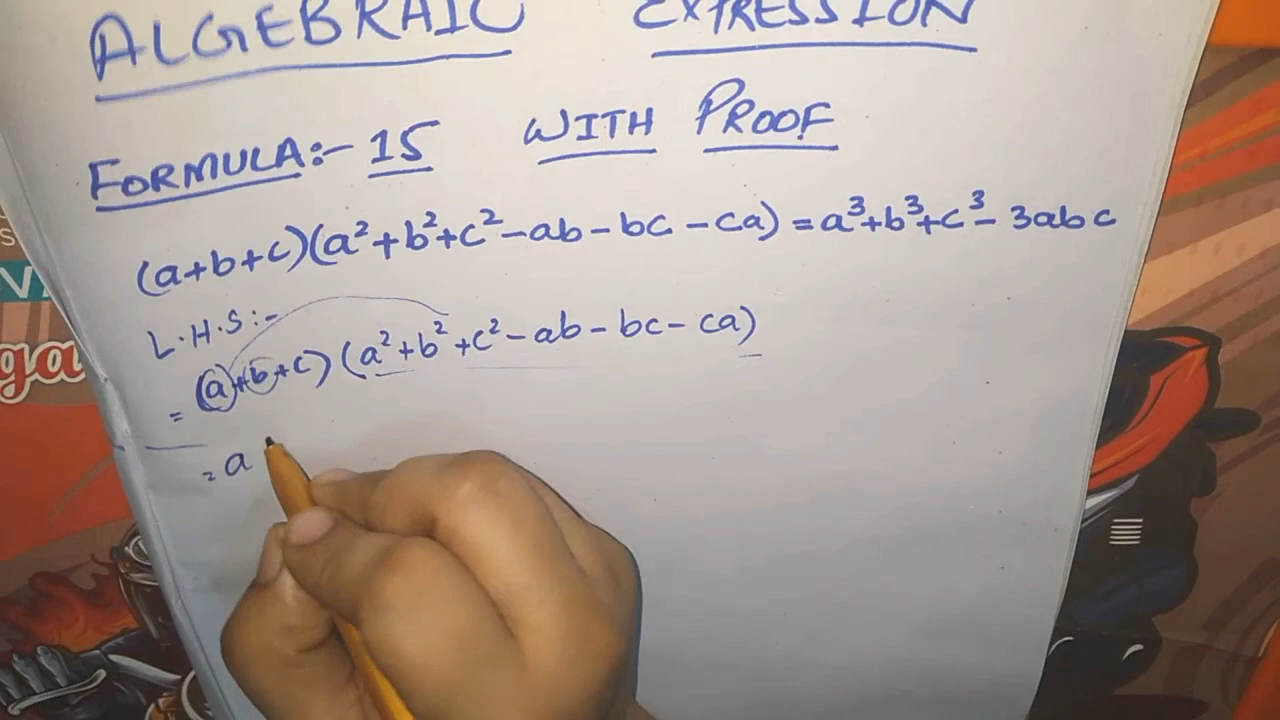 ALGEBRAIC EXPRESSION
FORMULA:- 15 WITH PROOF
(a+b+c)(a²+b²+c²-ab-bc-ca)=a³+b³+c³-3abc
L.H.S:-
= (a+b+c)(a²+b²+c²-ab-bc-ca)
= a
ga